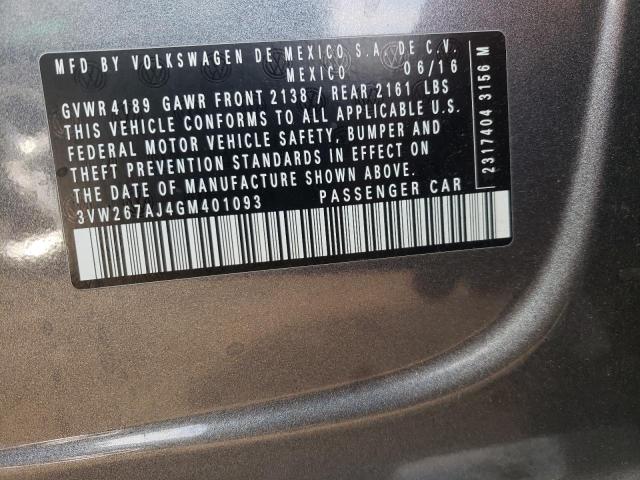 MFD BY VOLKSWAGEN DE MEXICO S.A. DE C.V.
MEXICO 06/16
GVWR 4189 GAWR FRONT 2138 / REAR 2161 LBS
THIS VEHICLE CONFORMS TO ALL APPLICABLE U.S.
FEDERAL MOTOR VEHICLE SAFETY, BUMPER AND
THEFT PREVENTION STANDARDS IN EFFECT ON
THE DATE OF MANUFACTURE SHOWN ABOVE.
3VW267AJ4GM401093 PASSENGER CAR
2317404 3156 M